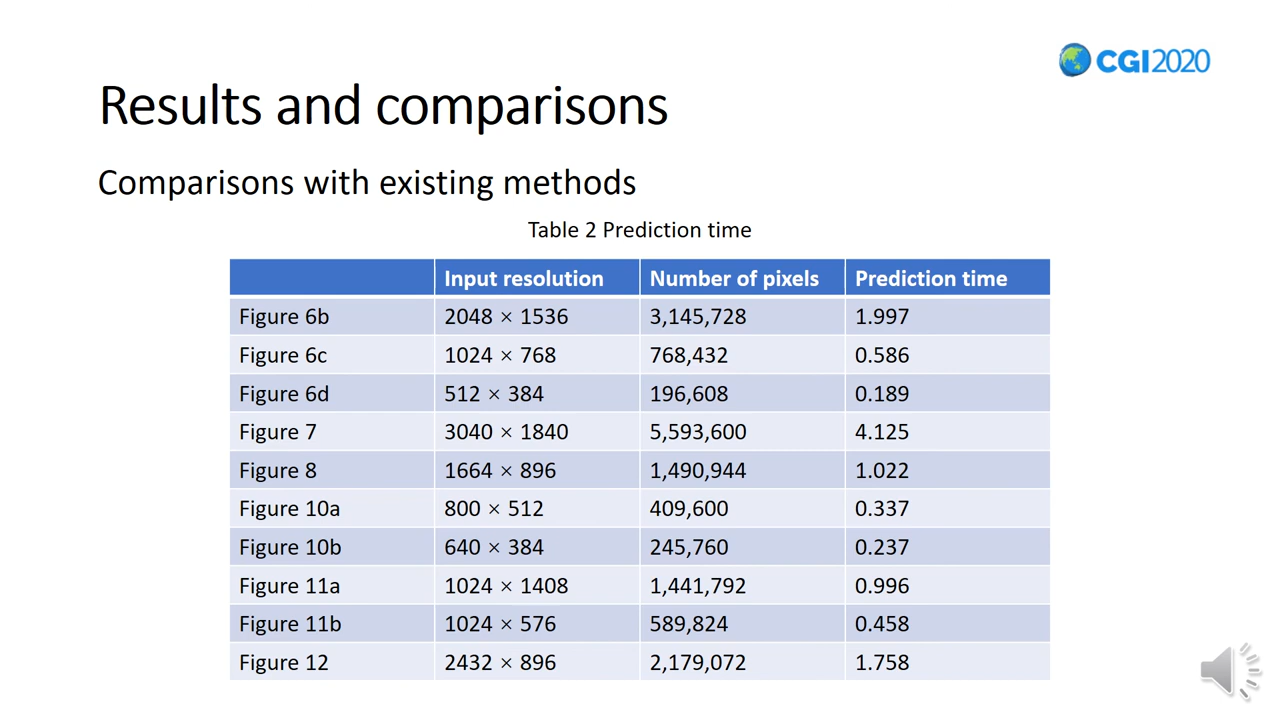 CGI2020
Results and comparisons
Comparisons with existing methods
Table 2 Prediction time
Input resolution Number of pixels Prediction time
Figure 6b 2048 × 1536 3,145,728 1.997
Figure 6c 1024 × 768 768,432 0.586
Figure 6d 512 × 384 196,608 0.189
Figure 7 3040 × 1840 5,593,600 4.125
Figure 8 1664 × 896 1,490,944 1.022
Figure 10a 800 × 512 409,600 0.337
Figure 10b 640 × 384 245,760 0.237
Figure 11a 1024 × 1408 1,441,792 0.996
Figure 11b 1024 × 576 589,824 0.458
Figure 12 2432 × 896 2,179,072 1.758